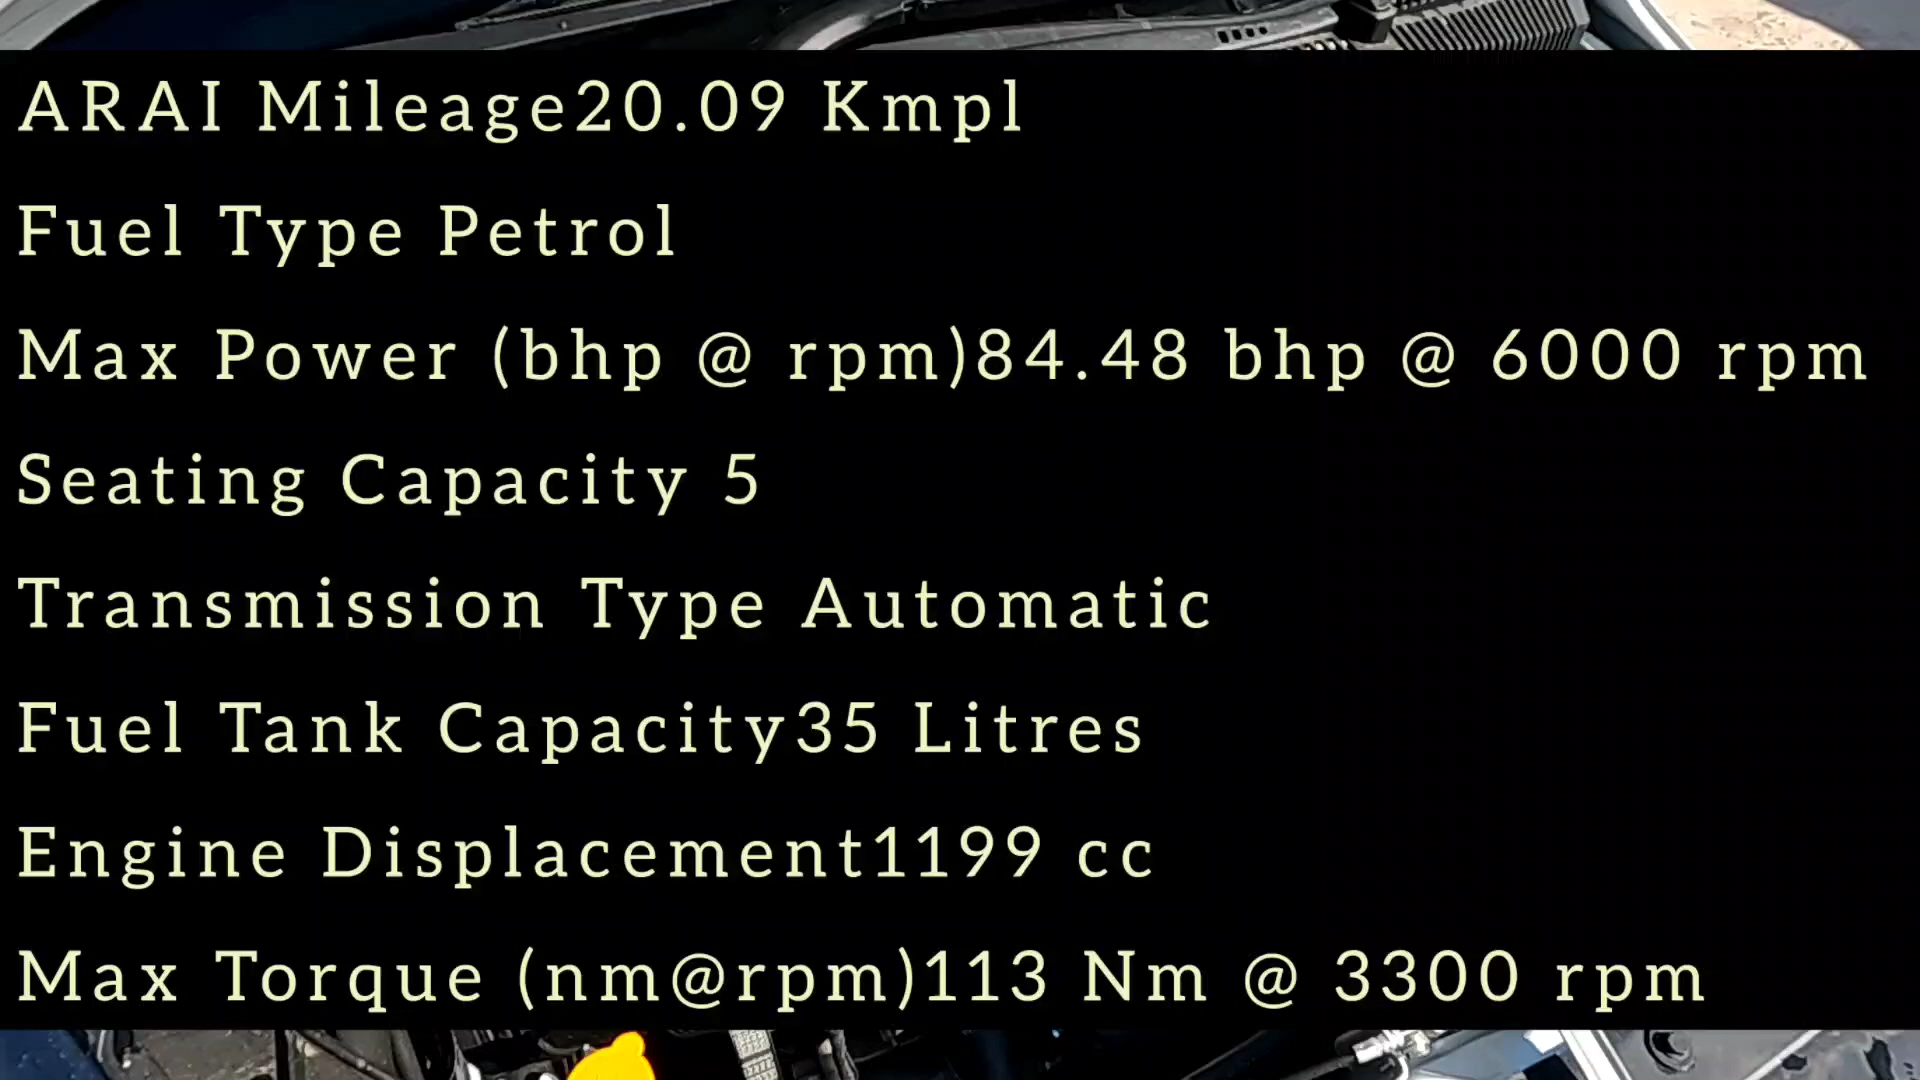 ARAI Mileage20.09 Kmpl
Fuel Type Petrol
Max Power (bhp @ rpm)84.48 bhp @ 6000 rpm
Seating Capacity 5
Transmission Type Automatic
Fuel Tank Capacity35 Litres
Engine Displacement1199 cc
Max Torque (nm@rpm)113 Nm @ 3300 rpm